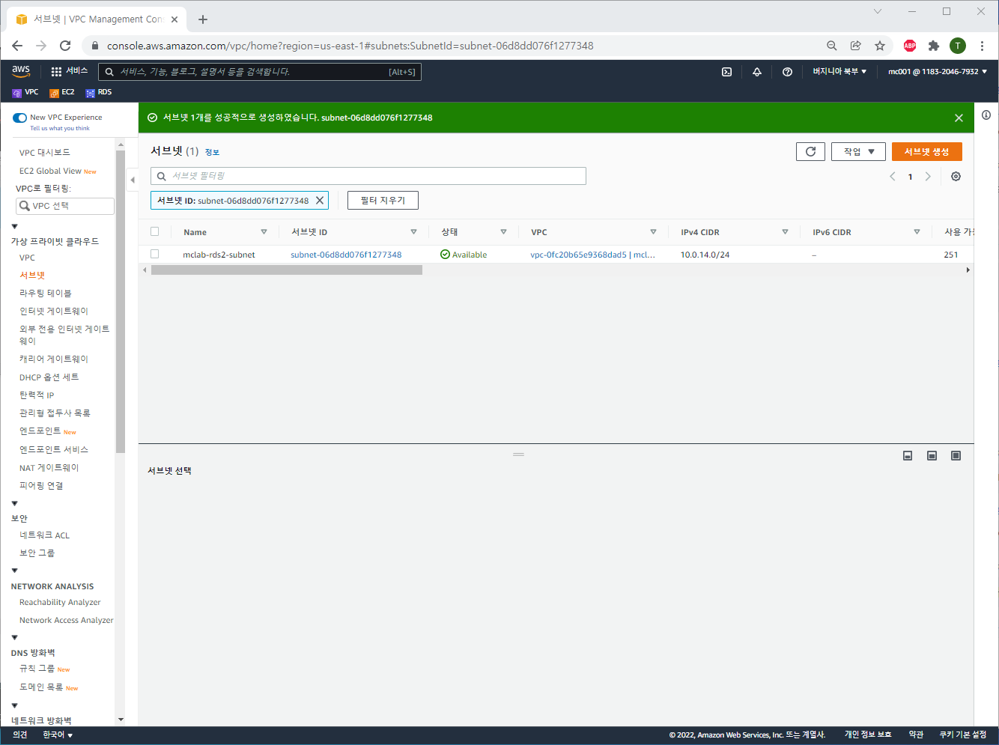 서브넷 | VPC Management Con
console.aws.amazon.com/vpc/home?region=us-east-1#subnets:SubnetId=subnet-06d8dd076f1277348
ABP
T
aws
서비스
서비스, 기능, 블로그, 설명서 등을 검색합니다.
[Alt+S]
버지니아 북부
mc001 @ 1183-2046-7932
VPC
EC2
RDS
New VPC Experience
Tell us what you think
VPC 대시보드
EC2 Global View New
VPC로 필터링:
VPC 선택
가상 프라이빗 클라우드
VPC
서브넷
라우팅 테이블
인터넷 게이트웨이
외부 전용 인터넷 게이트
웨이
캐리어 게이트웨이
DHCP 옵션 세트
탄력적 IP
관리형 접두사 목록
엔드포인트 New
엔드포인트 서비스
NAT 게이트웨이
피어링 연결
보안
네트워크 ACL
보안 그룹
NETWORK ANALYSIS
Reachability Analyzer
Network Access Analyzer
DNS 방화벽
규칙 그룹 New
도메인 목록 New
네트워크 방화벽
서브넷 1개를 성공적으로 생성하였습니다. subnet-06d8dd076f1277348
서브넷 (1) 정보
작업
서브넷 생성
서브넷 필터링
1
서브넷 ID: subnet-06d8dd076f1277348
필터 지우기
Name
서브넷 ID
상태
VPC
IPv4 CIDR
IPv6 CIDR
사용 가능
mclab-rds2-subnet
subnet-06d8dd076f1277348
Available
vpc-0fc20b65e9368dad5 | mcl...
10.0.14.0/24
–
251
서브넷 선택
의견
한국어
© 2022, Amazon Web Services, Inc. 또는 계열사.
개인 정보 보호
약관
쿠키 기본 설정